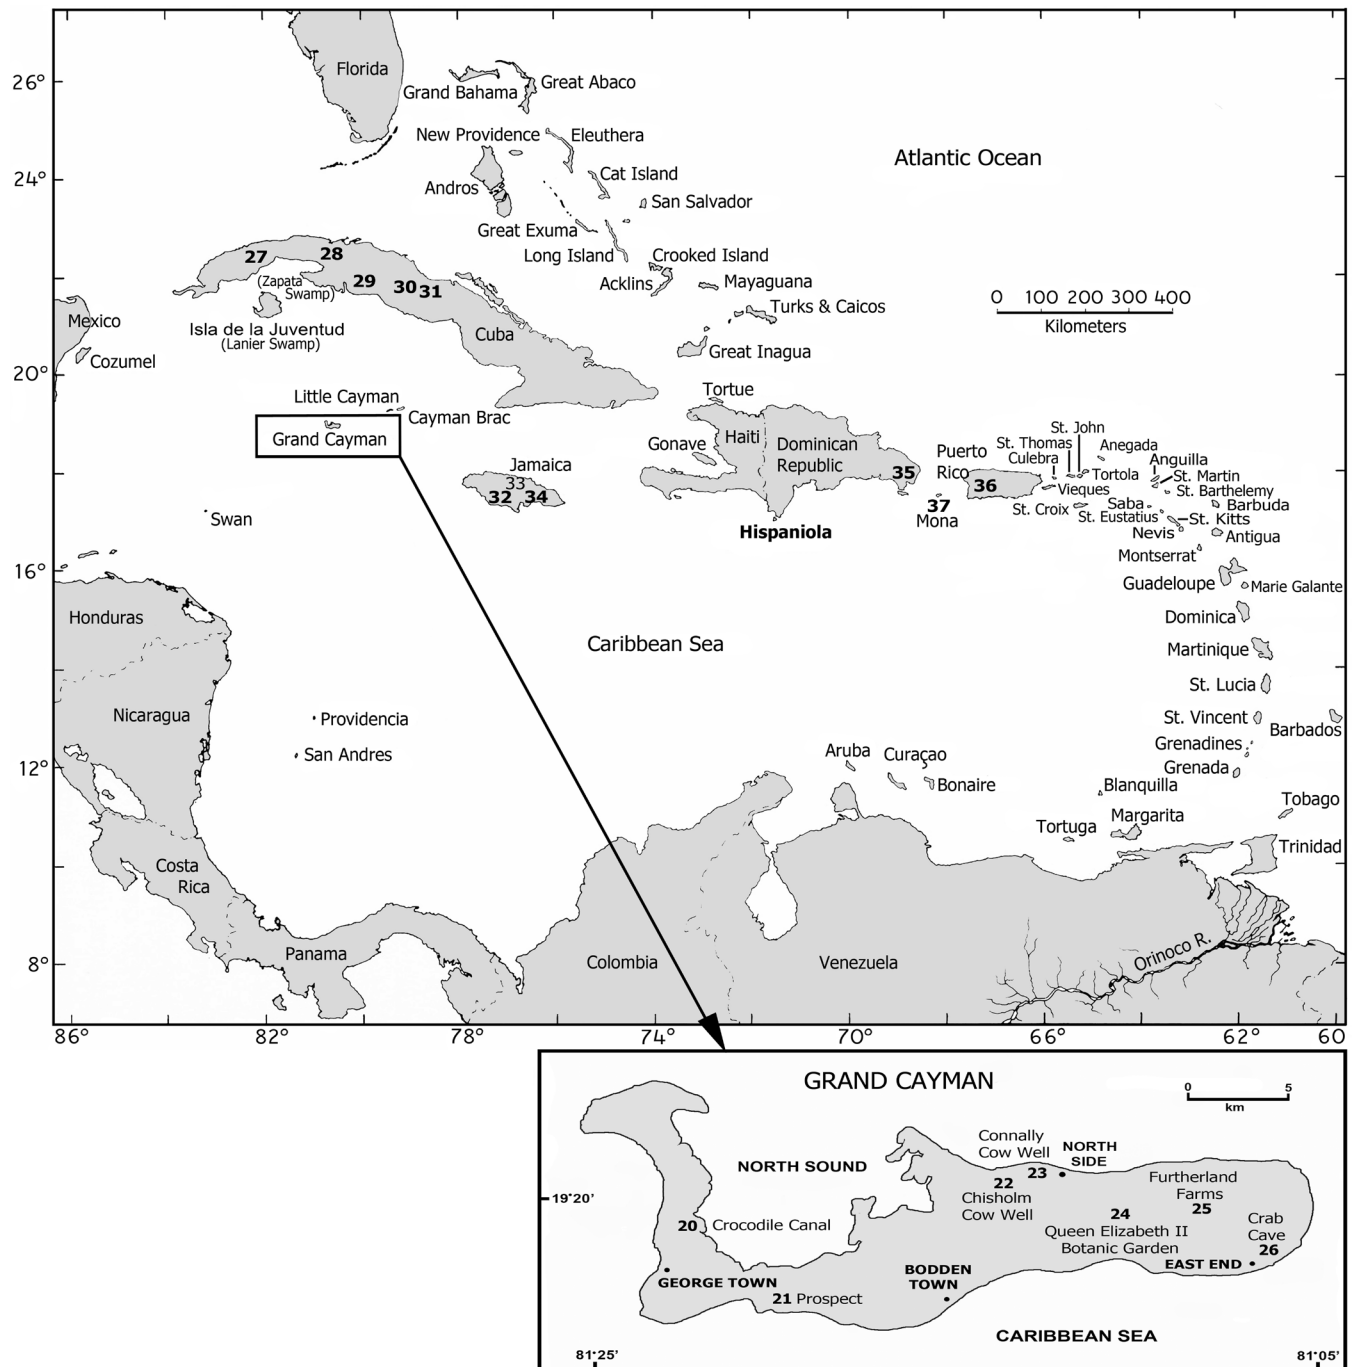 Florida
26°
Grand Bahama
Great Abaco
New Providence
Eleuthera
Atlantic Ocean
24°
Andros
Cat Island
San Salvador
Great Exuma
Long Island
Crooked Island
27
28
(Zapata
Swamp)
29
30
31
Acklins
Mayaguana
0 100 200 300 400
Kilometers
Turks & Caicos
Mexico
Isla de la Juventud
(Lanier Swamp)
Cuba
Cozumel
Great Inagua
20°
Little Cayman
Cayman Brac
Grand Cayman
Tortue
Haiti
Dominican
Republic
Gonave
35
Hispaniola
Jamaica
33
32
34
Puerto
Rico
36
37
Mona
St. John
St. Thomas
Culebra
Anegada
Tortola
Vieques
St. Croix
Anguilla
St. Martin
St. Barthelemy
Saba
Barbuda
St. Eustatius
St. Kitts
Nevis
Antigua
Montserrat
Swan
16°
Guadeloupe
Marie Galante
Honduras
Dominica
Caribbean Sea
Martinique
St. Lucia
Nicaragua
Providencia
St. Vincent
Barbados
San Andres
Grenadines
12°
Aruba
Curaçao
Bonaire
Grenada
Blanquilla
Tobago
Tortuga
Margarita
Trinidad
Costa
Rica
Panama
8°
Colombia
Venezuela
Orinoco R.
86° 82° 78° 74° 70° 66° 62° 60
GRAND CAYMAN
0 5
km
NORTH SOUND
Connally
Cow Well
NORTH
SIDE
23
22
Chisholm
Cow Well
Furtherland
Farms
25
19°20'
20 Crocodile Canal
24
Queen Elizabeth II
Botanic Garden
Crab
Cave
26
EAST END
GEORGE TOWN
BODDEN
TOWN
21 Prospect
CARIBBEAN SEA
81°25'
81°05'